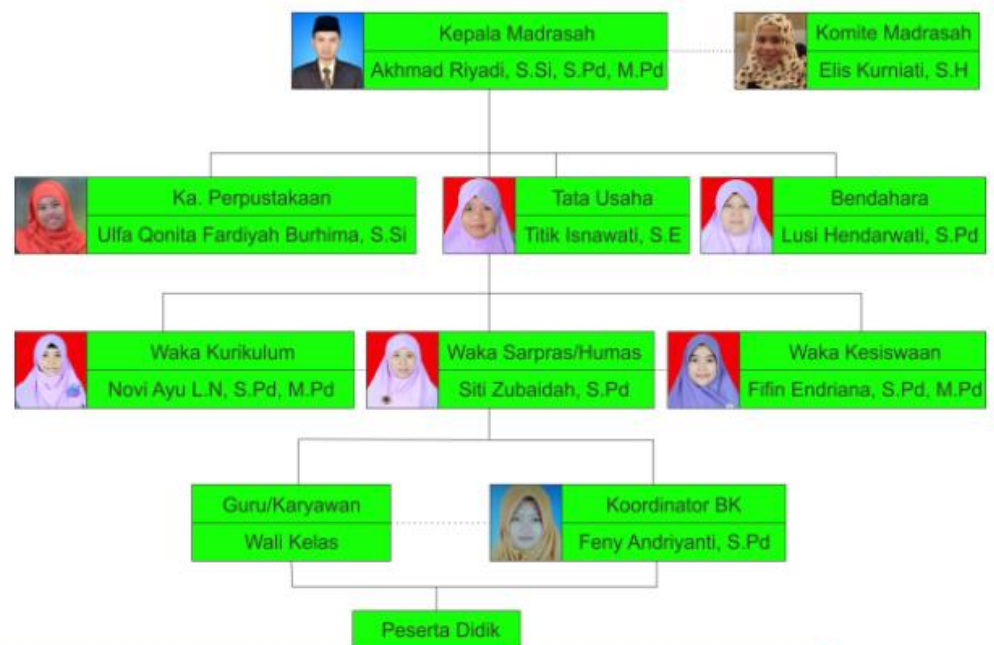 Kepala Madrasah
Akhmad Riyadi, S.Si, S.Pd, M.Pd
Komite Madrasah
Elis Kurniati, S.H
Ka. Perpustakaan
Ulfa Qonita Fardiyah Burhima, S.Si
Tata Usaha
Titik Isnawati, S.E
Bendahara
Lusi Hendarwati, S.Pd
Waka Kurikulum
Novi Ayu L.N, S.Pd, M.Pd
Waka Sarpras/Humas
Siti Zubaidah, S.Pd
Waka Kesiswaan
Fifin Endriana, S.Pd, M.Pd
Guru/Karyawan
Wali Kelas
Koordinator BK
Feny Andriyanti, S.Pd
Peserta Didik